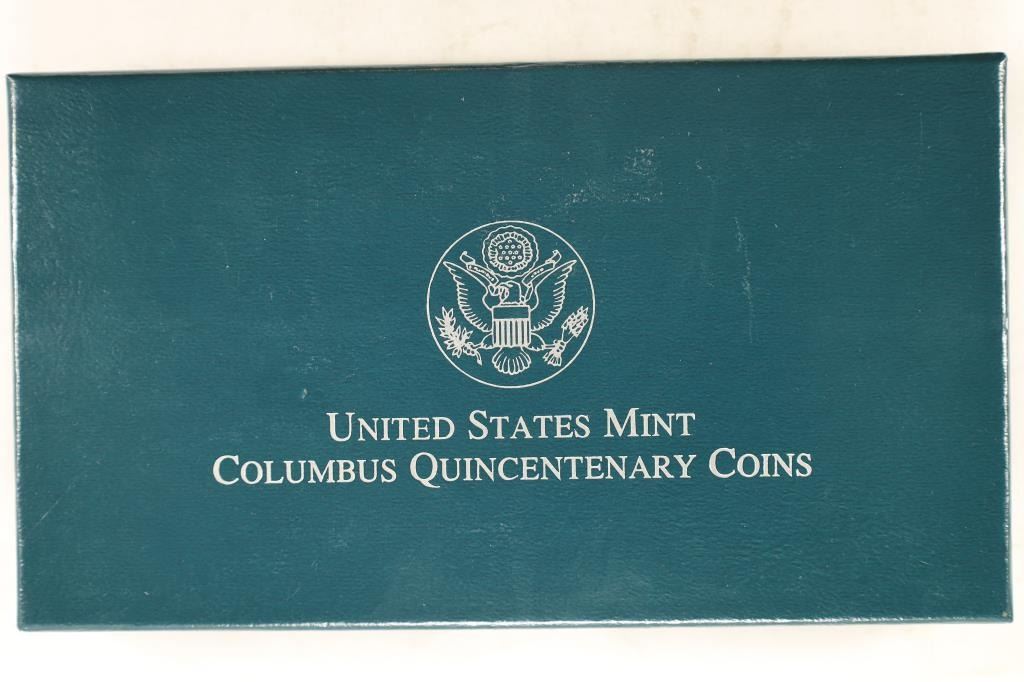 UNITED STATES MINT
COLUMBUS QUINCENTENARY COINS